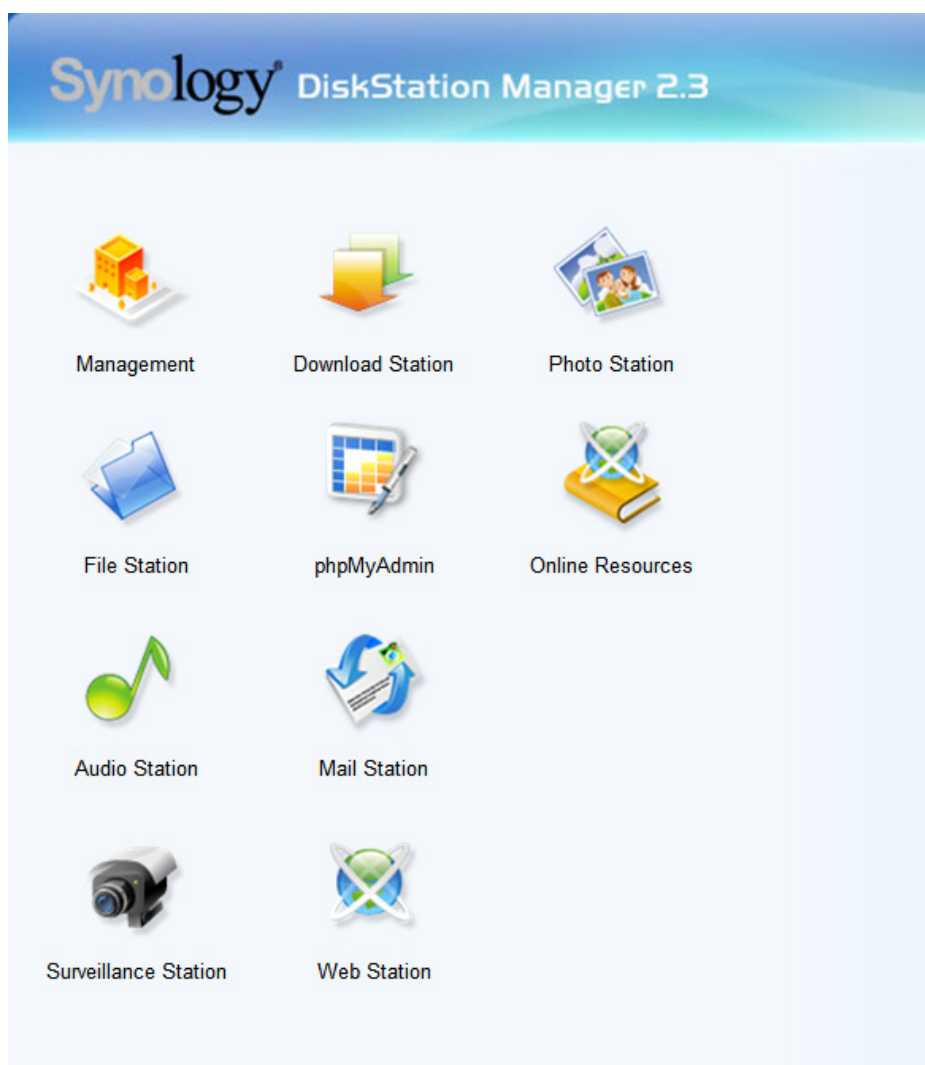 Synology® DiskStation Manager 2.3
Management Download Station Photo Station
File Station phpMyAdmin Online Resources
Audio Station Mail Station
Surveillance Station Web Station